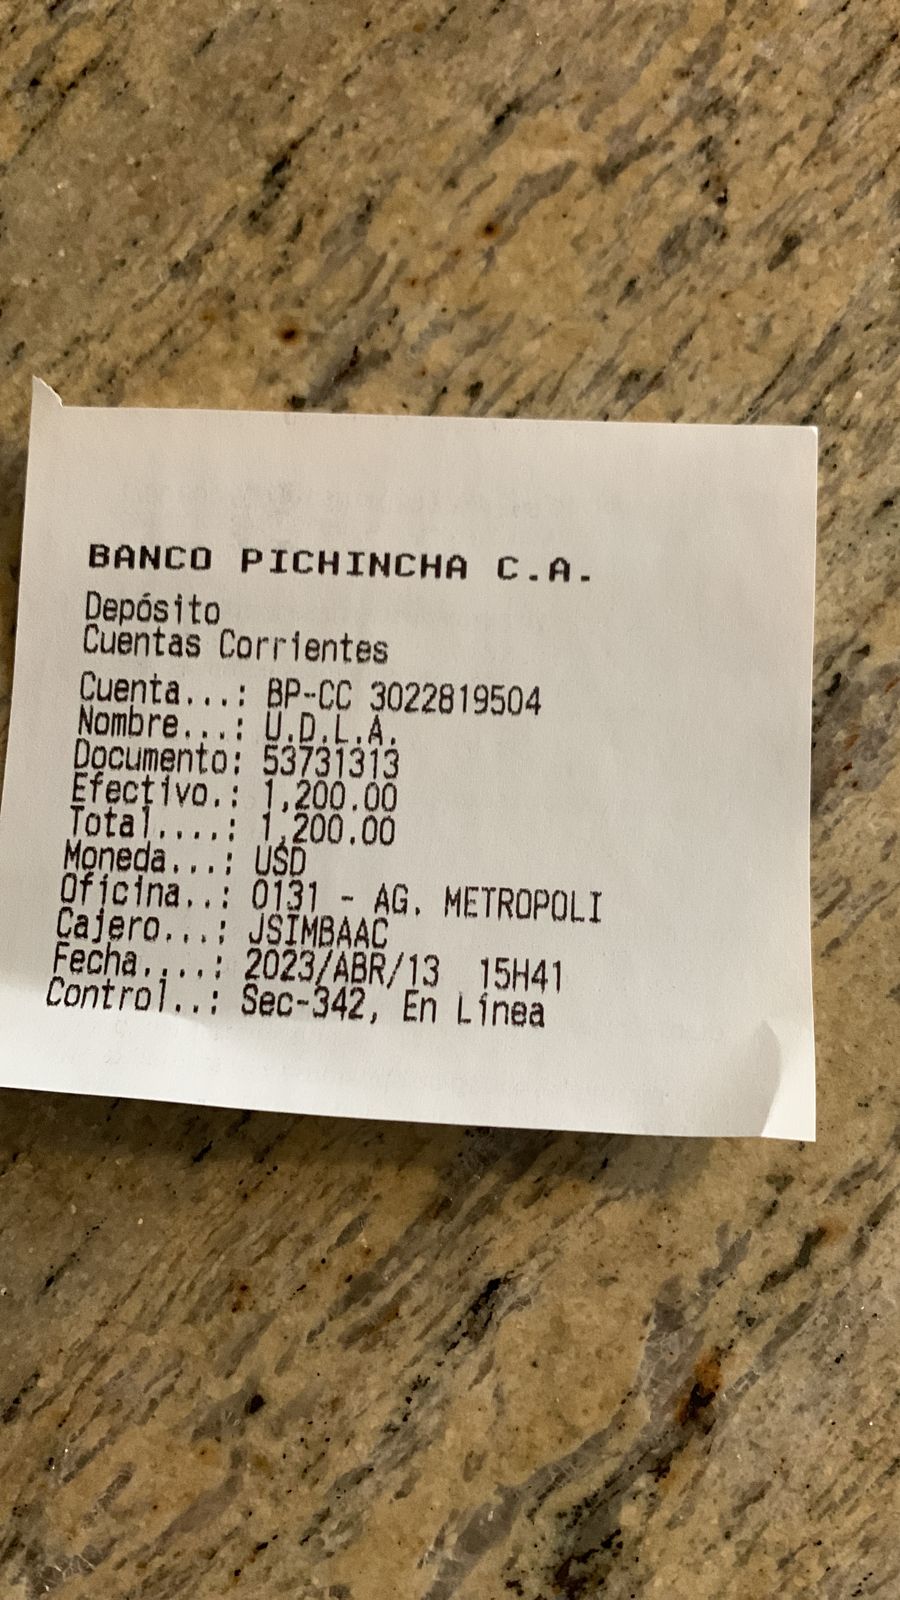 BANCO PICHINCHA C.A.
Depósito
Cuentas Corrientes
Cuenta...: BP-CC 3022819504
Nombre...: U.D.L.A.
Documento: 53731313
Efectivo.: 1,200.00
Total....: 1,200.00
Moneda...: USD
Oficina..: 0131 - AG. METROPOLI
Cajero...: JSIMBAAC
Fecha....: 2023/ABR/13  15H41
Control..: Sec-342, En Línea